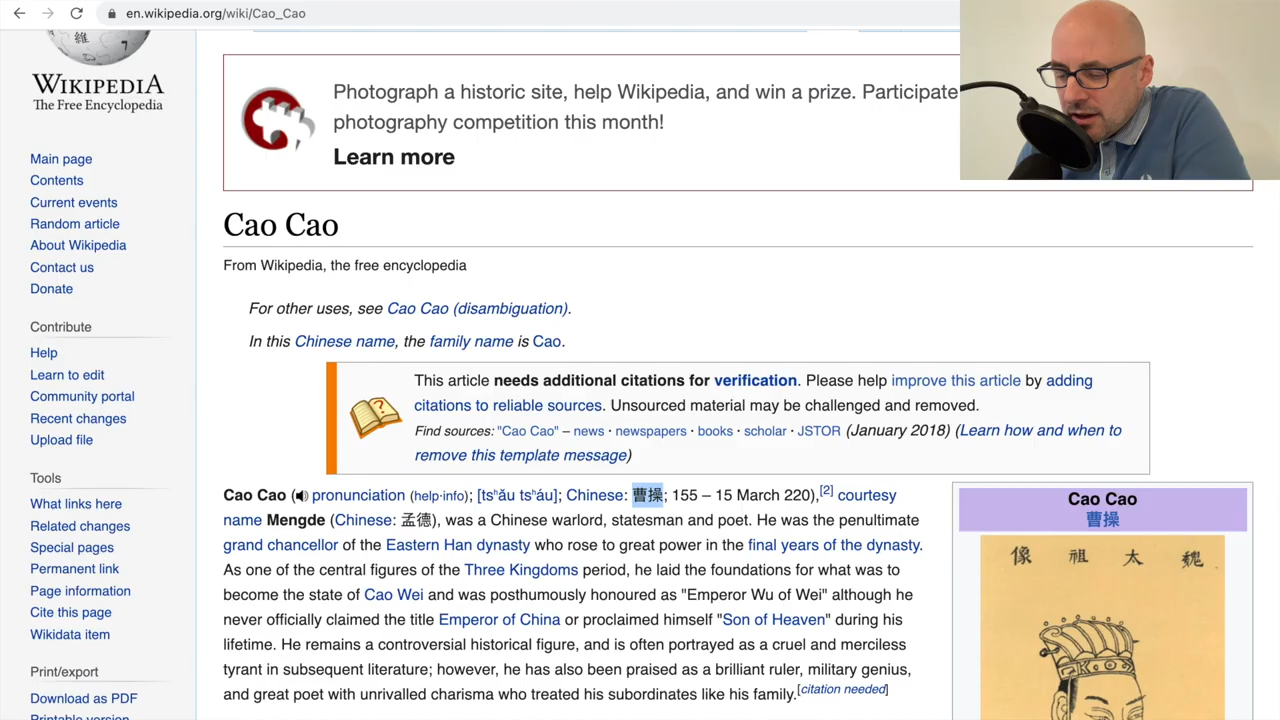 en.wikipedia.org/wiki/Cao_Cao
維
WIKIPEDIA
The Free Encyclopedia
Main page
Contents
Current events
Random article
About Wikipedia
Contact us
Donate
Contribute
Help
Learn to edit
Community portal
Recent changes
Upload file
Tools
What links here
Related changes
Special pages
Permanent link
Page information
Cite this page
Wikidata item
Print/export
Download as PDF
Printable version
Photograph a historic site, help Wikipedia, and win a prize. Participate
photography competition this month!
Learn more
Cao Cao
From Wikipedia, the free encyclopedia
For other uses, see Cao Cao (disambiguation).
In this Chinese name, the family name is Cao.
This article needs additional citations for verification. Please help improve this article by adding
citations to reliable sources. Unsourced material may be challenged and removed.
Find sources: "Cao Cao" – news · newspapers · books · scholar · JSTOR (January 2018) (Learn how and when to
remove this template message)
Cao Cao (pronunciation (help·info); [tsʰǎu tsʰáu]; Chinese: 曹操; 155 – 15 March 220),[2] courtesy
name Mengde (Chinese: 孟德), was a Chinese warlord, statesman and poet. He was the penultimate
grand chancellor of the Eastern Han dynasty who rose to great power in the final years of the dynasty.
As one of the central figures of the Three Kingdoms period, he laid the foundations for what was to
become the state of Cao Wei and was posthumously honoured as "Emperor Wu of Wei" although he
never officially claimed the title Emperor of China or proclaimed himself "Son of Heaven" during his
lifetime. He remains a controversial historical figure, and is often portrayed as a cruel and merciless
tyrant in subsequent literature; however, he has also been praised as a brilliant ruler, military genius,
and great poet with unrivalled charisma who treated his subordinates like his family.[citation needed]
Cao Cao
曹操
像 祖 太 魏